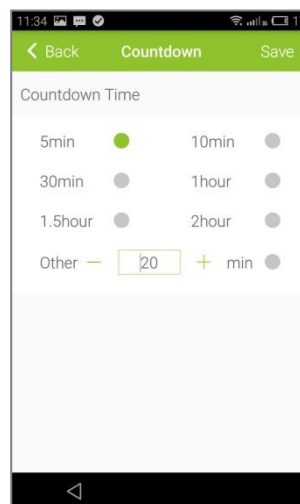 11:34
Back Countdown Save
Countdown Time
5min 10min
30min 1hour
1.5hour 2hour
Other 20 min